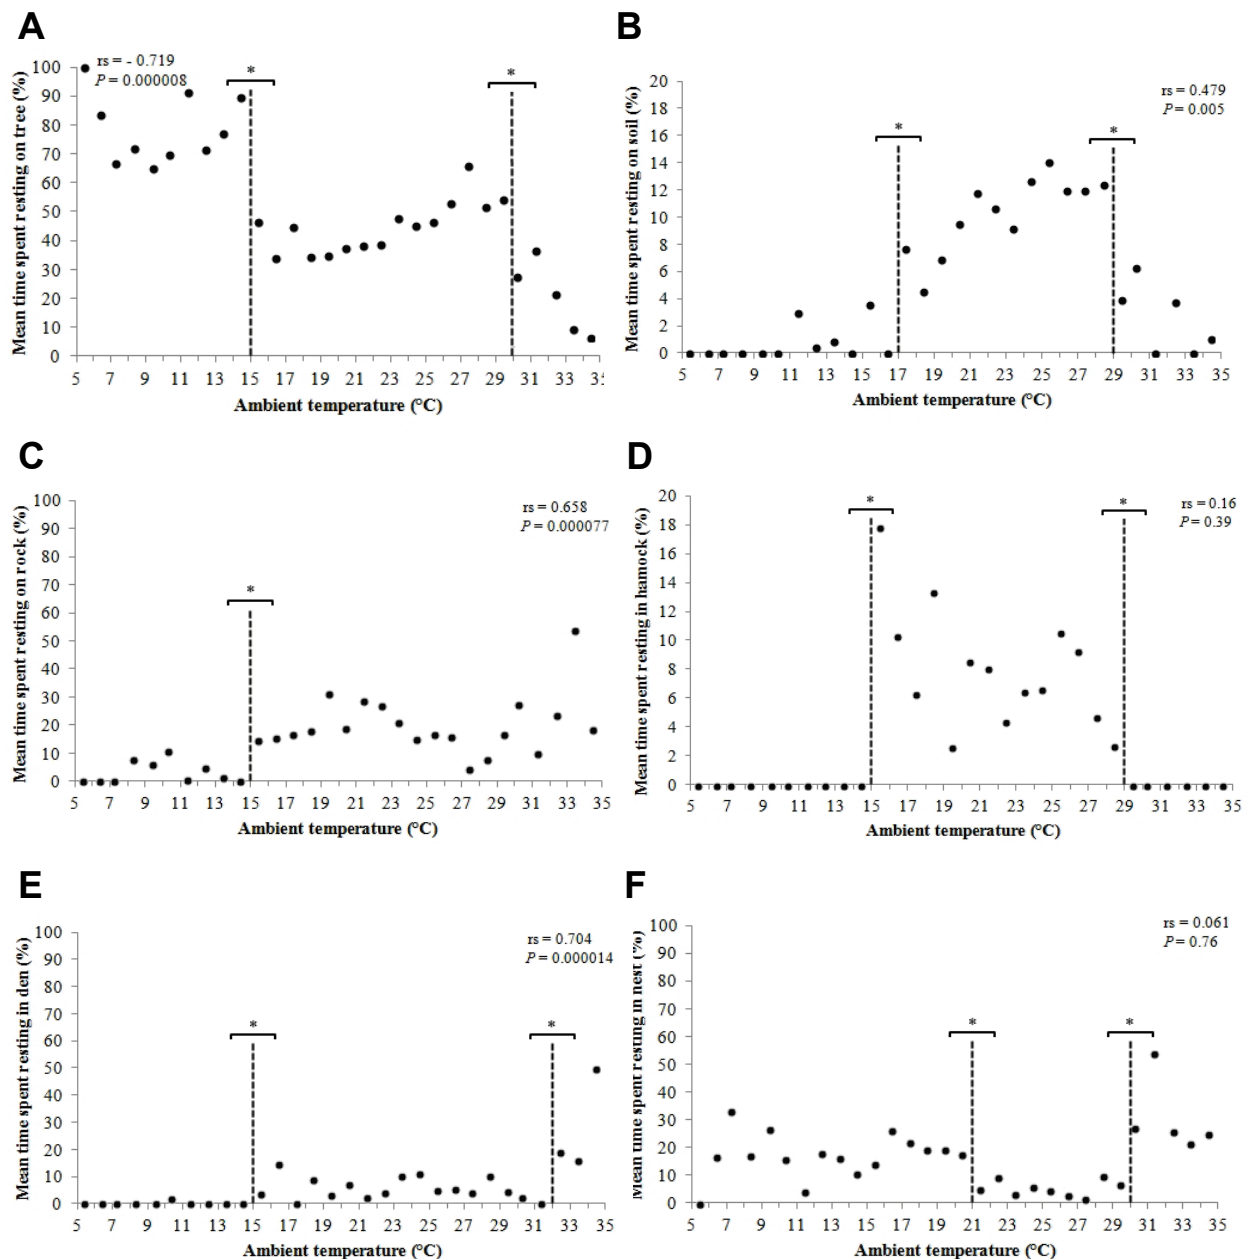 A
rs = - 0.719
P = 0.000008
*
*
100
90
80
70
60
50
40
30
20
10
0
Mean time spent resting on tree (%)
5 7 9 11 13 15 17 19 21 23 25 27 29 31 33 35
Ambient temperature (°C)
B
rs = 0.479
P = 0.005
*
*
20
18
16
14
12
10
8
6
4
2
0
Mean time spent resting on soil (%)
5 7 9 11 13 15 17 19 21 23 25 27 29 31 33 35
Ambient temperature (°C)
C
rs = 0.658
P = 0.000077
*
100
90
80
70
60
50
40
30
20
10
0
Mean time spent resting on rock (%)
5 7 9 11 13 15 17 19 21 23 25 27 29 31 33 35
Ambient temperature (°C)
D
rs = 0.16
P = 0.39
*
*
20
18
16
14
12
10
8
6
4
2
0
Mean time spent resting in hamock (%)
5 7 9 11 13 15 17 19 21 23 25 27 29 31 33 35
Ambient temperature (°C)
E
rs = 0.704
P = 0.000014
*
*
100
90
80
70
60
50
40
30
20
10
0
Mean time spent resting in den (%)
5 7 9 11 13 15 17 19 21 23 25 27 29 31 33 35
Ambient temperature (°C)
F
rs = 0.061
P = 0.76
*
*
100
90
80
70
60
50
40
30
20
10
0
Mean time spent resting in nest (%)
5 7 9 11 13 15 17 19 21 23 25 27 29 31 33 35
Ambient temperature (°C)